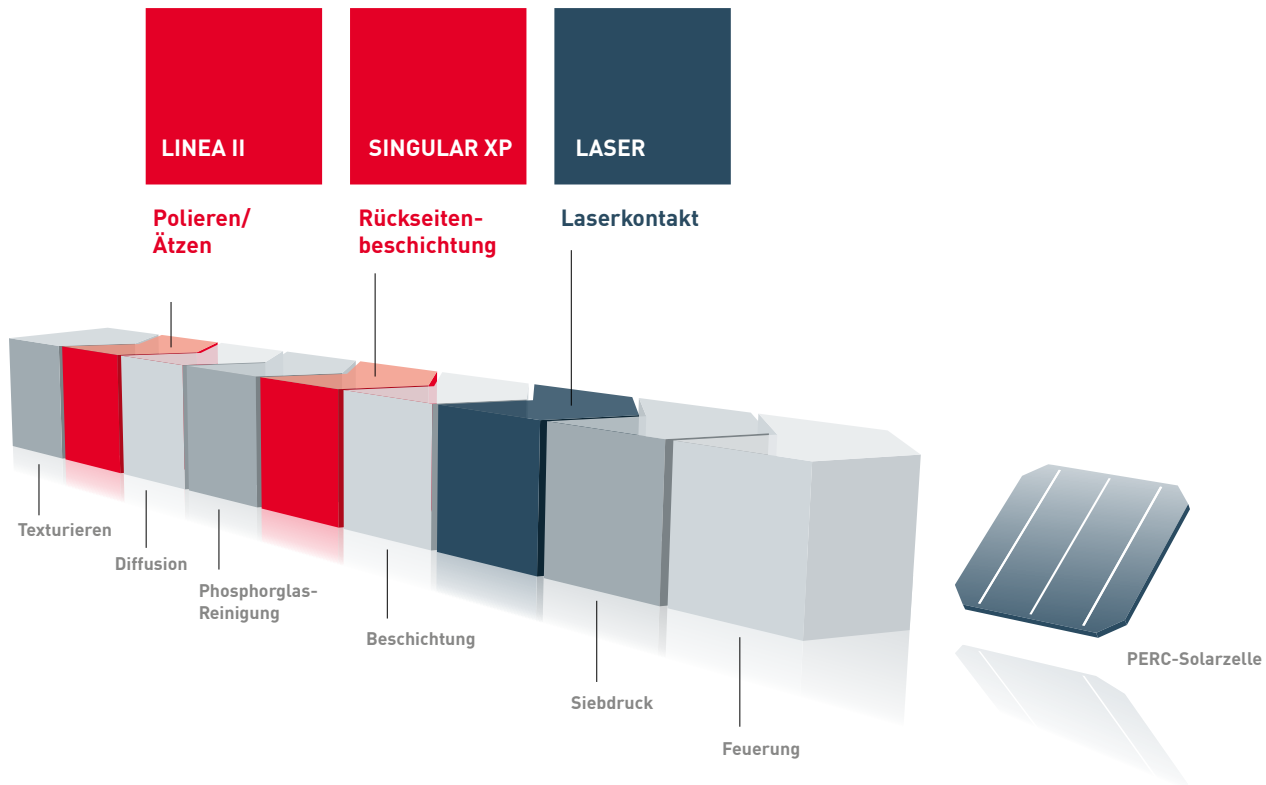 LINEA II
SINGULAR XP
LASER
Polieren/
Ätzen
Rückseiten-
beschichtung
Laserkontakt
Texturieren
Diffusion
Phosphorglas-
Reinigung
Beschichtung
Siebdruck
Feuerung
PERC-Solarzelle